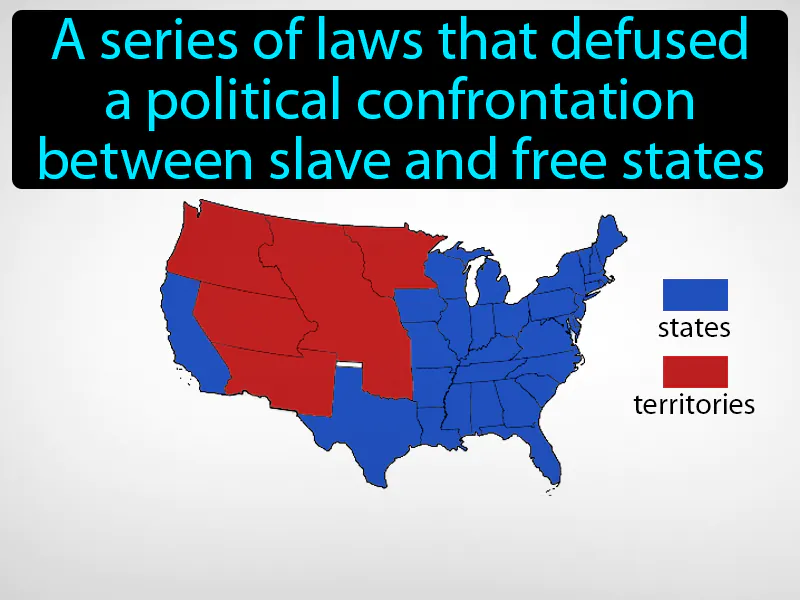 A series of laws that defused
a political confrontation
between slave and free states
states
territories